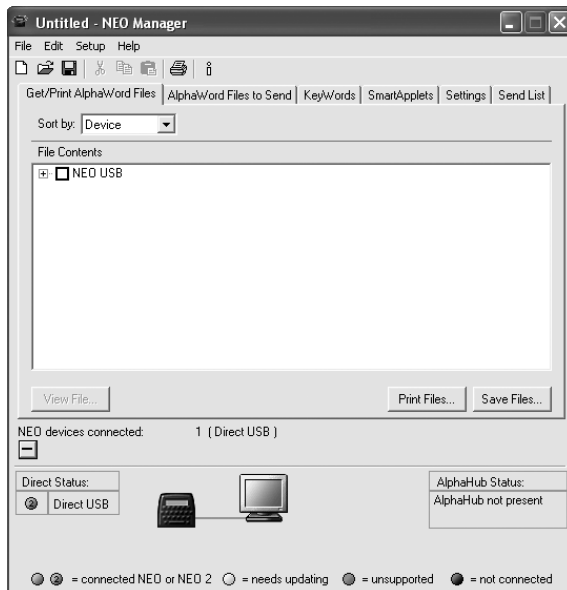 Untitled - NEO Manager
File Edit Setup Help
Get/Print AlphaWord Files AlphaWord Files to Send KeyWords SmartApplets Settings Send List
Sort by: Device
File Contents
NEO USB
View File... Print Files... Save Files...
NEO devices connected: 1 ( Direct USB )
Direct Status: AlphaHub Status:
2 Direct USB AlphaHub not present
2 = connected NEO or NEO 2 = needs updating = unsupported = not connected